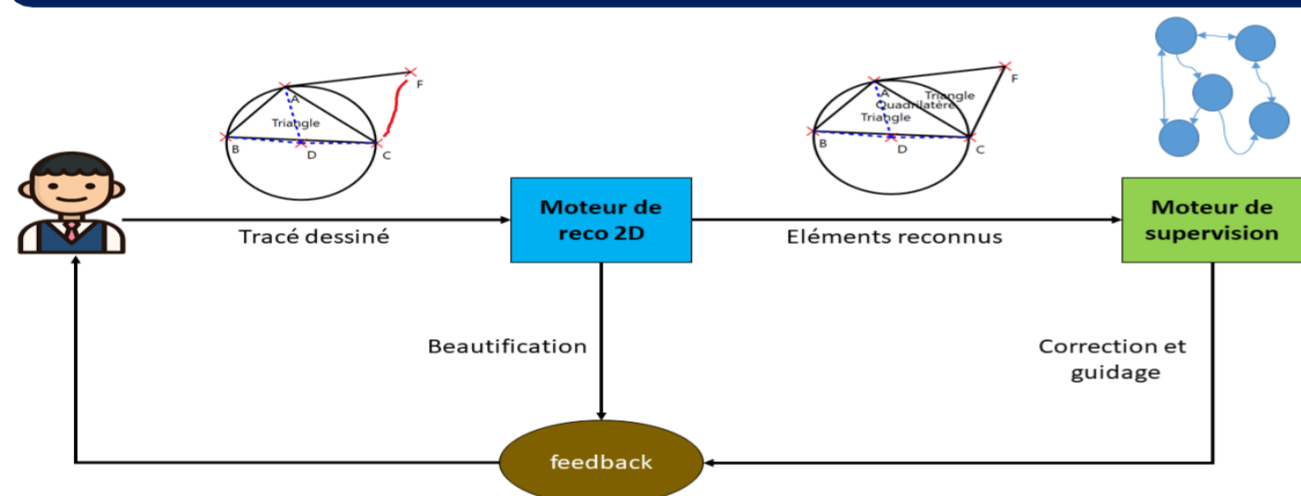 F
A
Triangle
B
D
C
F
A
Triangle
Quadrilatère
Triangle
B
D
C
Moteur de
reco 2D
Moteur de
supervision
Tracé dessiné
Eléments reconnus
Beautification
Correction et
guidage
feedback